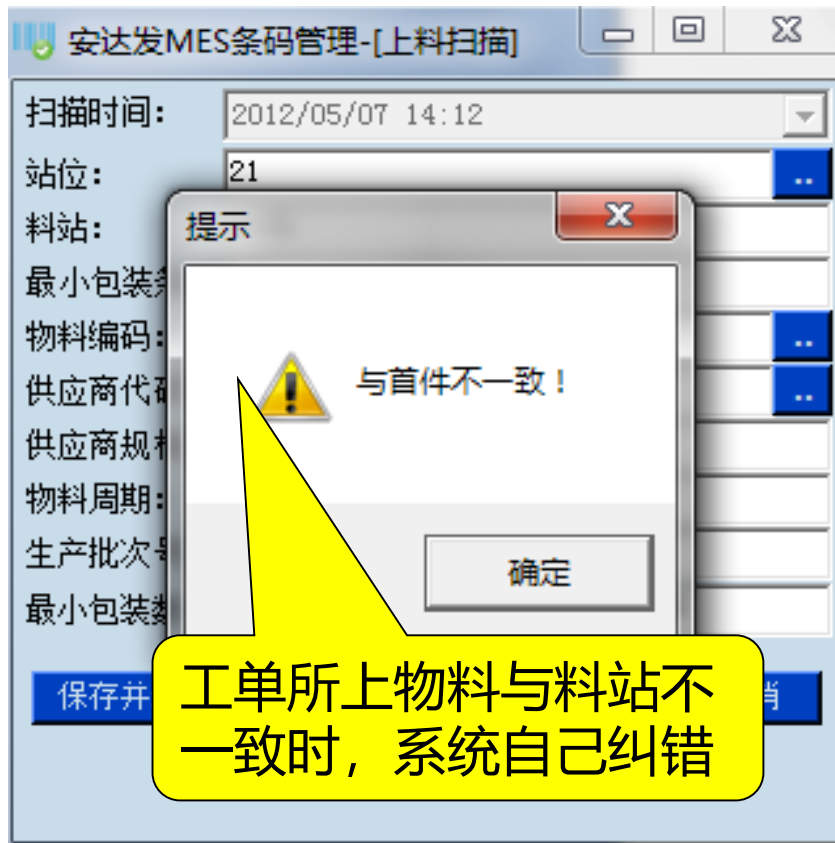 安达发MES条码管理-[上料扫描]
扫描时间：
2012/05/07 14:12
站位：
21
..
料站：
提示
最小包装
物料编码：
..
与首件不一致！
供应商代
..
供应商规
物料周期：
生产批次
确定
最小包装
保存并
消
工单所上物料与料站不
一致时，系统自己纠错